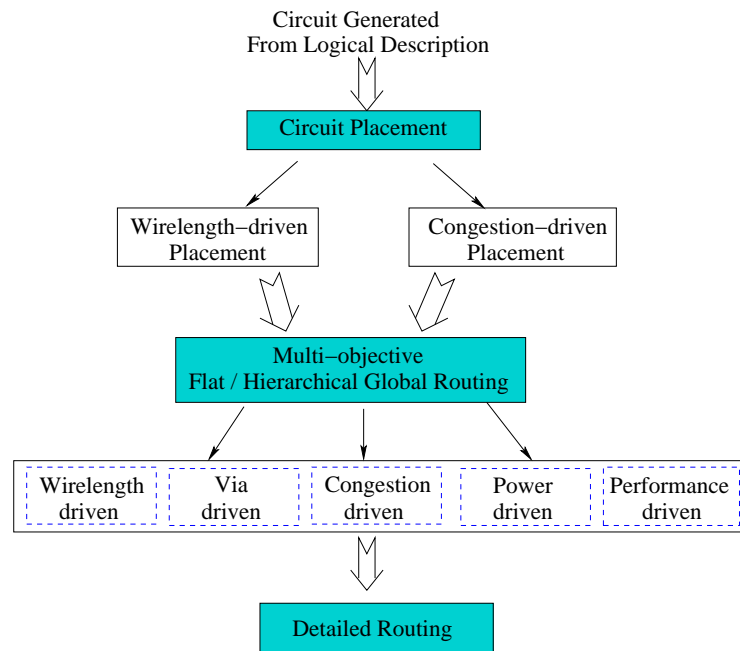 Circuit Generated
From Logical Description
Circuit Placement
Wirelength−driven
Placement
Congestion−driven
Placement
Multi−objective
Flat / Hierarchical Global Routing
Wirelength
driven
Via
driven
Congestion
driven
Power
driven
Performance
driven
Detailed Routing